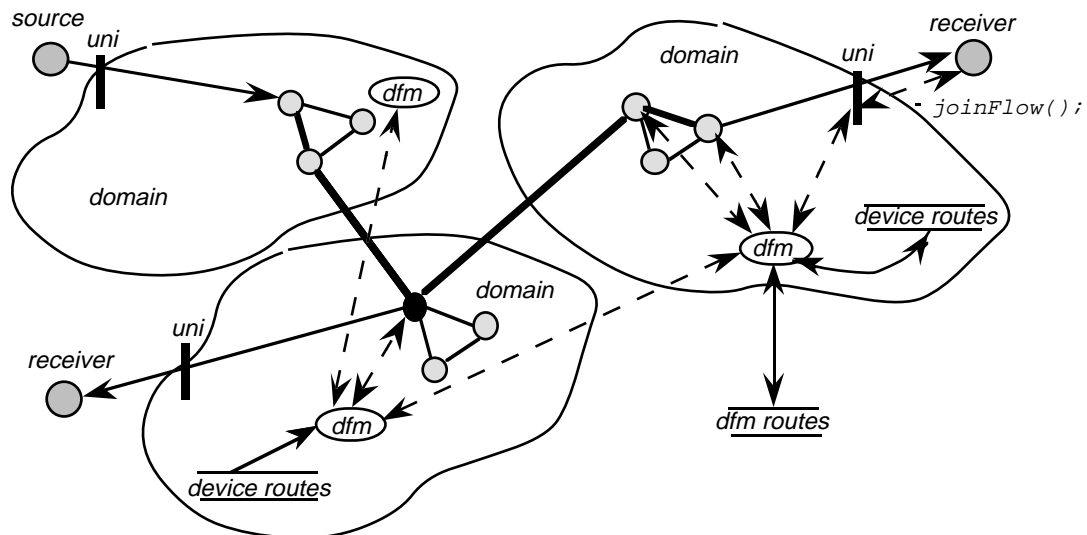 source
uni
domain
dfm
domain
uni
receiver
- joinFlow();
domain
device routes
dfm
uni
receiver
dfm
device routes
dfm routes